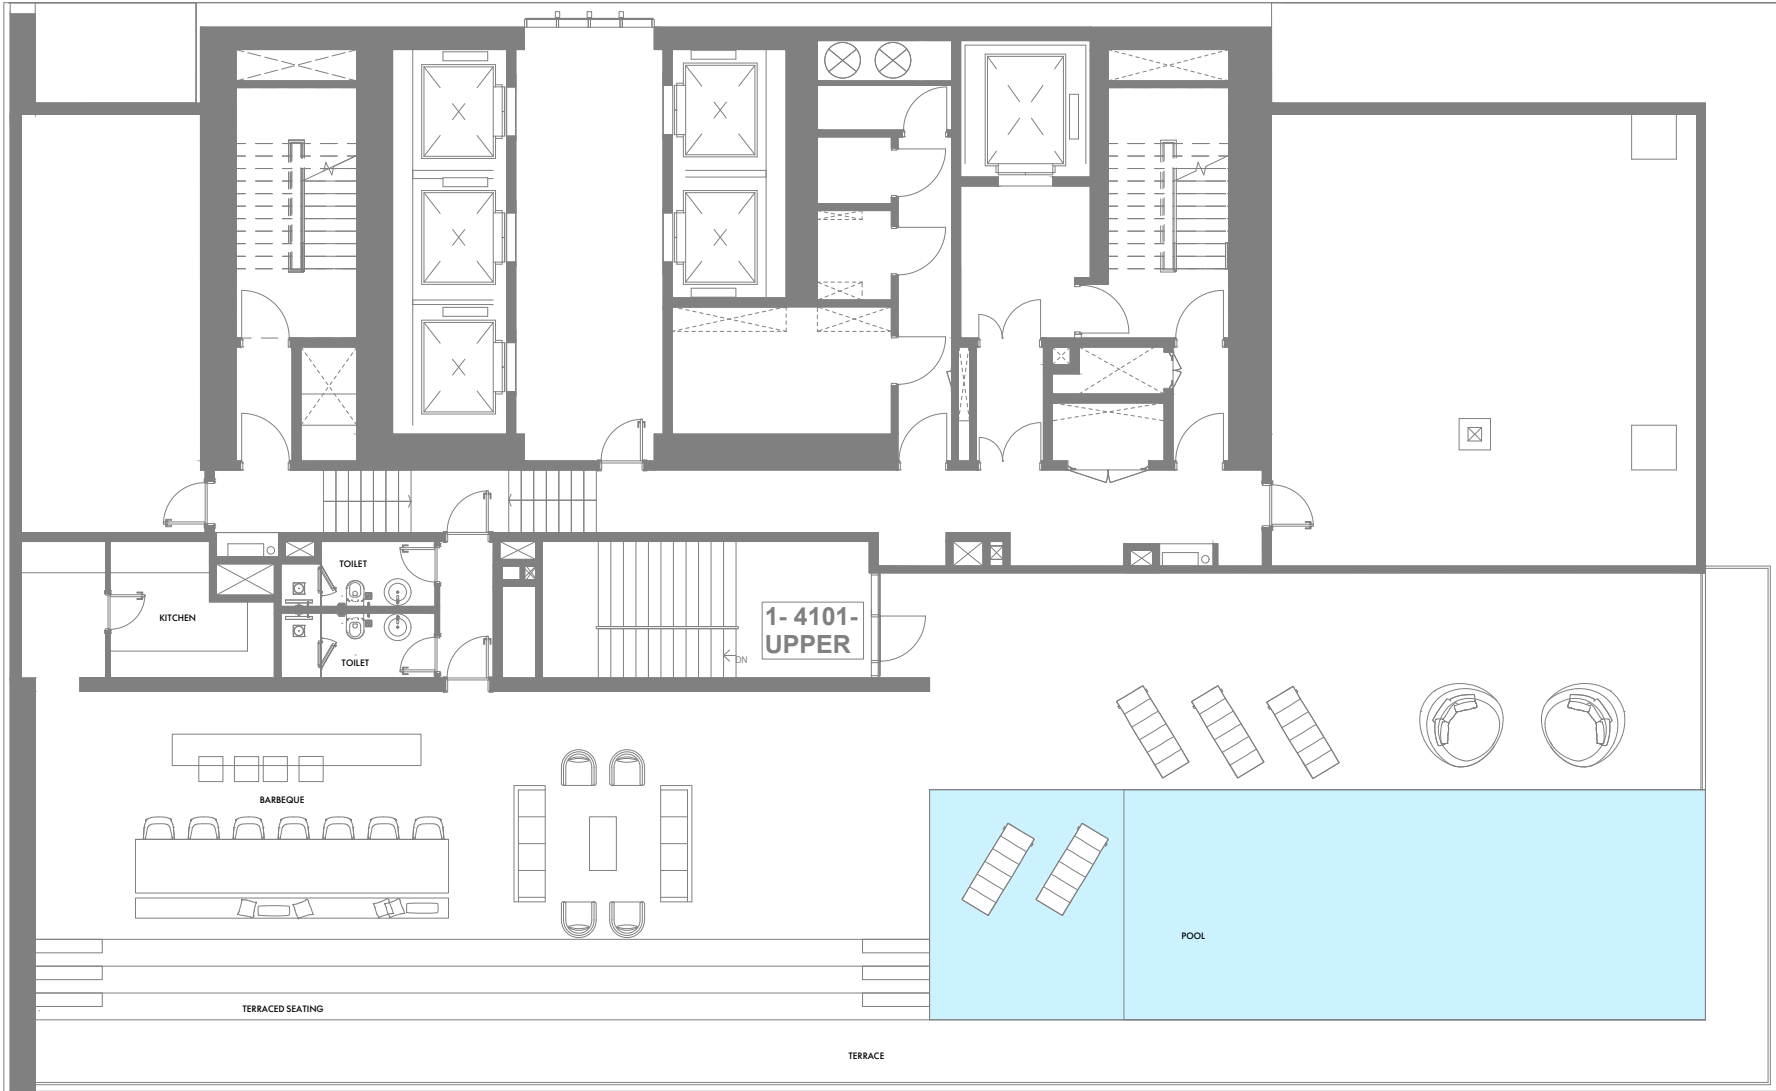 TOILET
KITCHEN
1- 4101-
UPPER
DN
TOILET
BARBEQUE
POOL
TERRACED SEATING
TERRACE